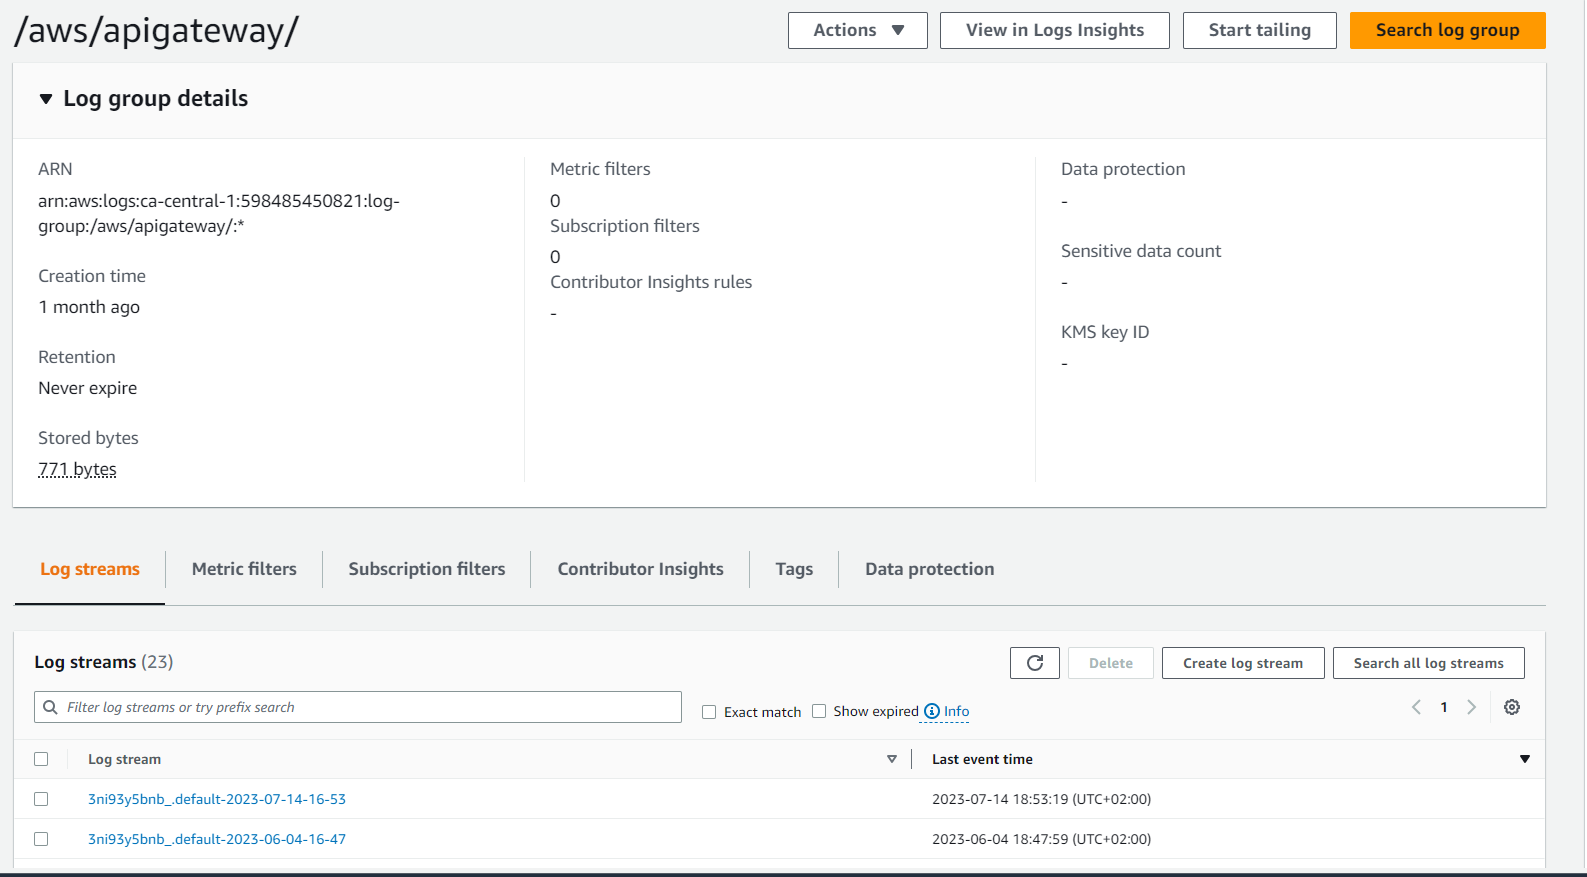 /aws/apigateway/
Actions
View in Logs Insights
Start tailing
Search log group
Log group details
ARN
arn:aws:logs:ca-central-1:598485450821:log-
group:/aws/apigateway/:*
Creation time
1 month ago
Retention
Never expire
Stored bytes
771 bytes
Metric filters
0
Subscription filters
0
Contributor Insights rules
-
Data protection
-
Sensitive data count
-
KMS key ID
-
Log streams
Metric filters
Subscription filters
Contributor Insights
Tags
Data protection
Log streams (23)
Delete
Create log stream
Search all log streams
Filter log streams or try prefix search
Exact match
Show expired
Info
1
Log stream
Last event time
3ni93y5bnb_.default-2023-07-14-16-53
2023-07-14 18:53:19 (UTC+02:00)
3ni93y5bnb_.default-2023-06-04-16-47
2023-06-04 18:47:59 (UTC+02:00)